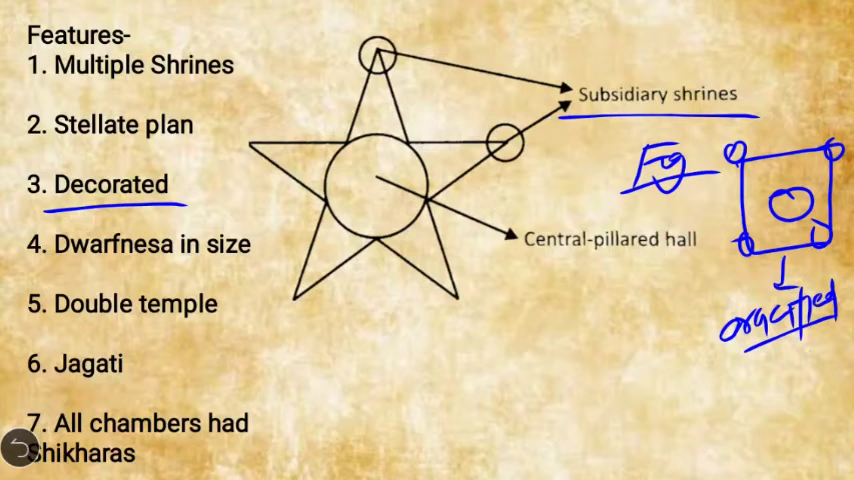 Features-
1. Multiple Shrines
2. Stellate plan
3. Decorated
4. Dwarfnesa in size
5. Double temple
6. Jagati
7. All chambers had
Shikharas
Subsidiary shrines
Central-pillared hall
Eg